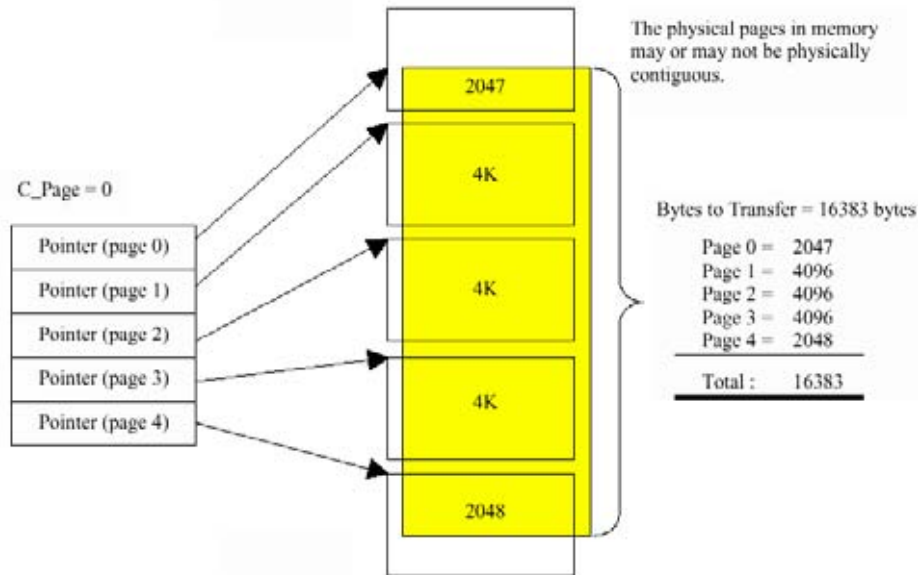 The physical pages in memory
may or may not be physically
contiguous.
2047
4K
C_Page = 0
Pointer (page 0)
Pointer (page 1)
Pointer (page 2)
Pointer (page 3)
Pointer (page 4)
4K
4K
2048
Bytes to Transfer = 16383 bytes
Page 0 = 2047
Page 1 = 4096
Page 2 = 4096
Page 3 = 4096
Page 4 = 2048
Total : 16383